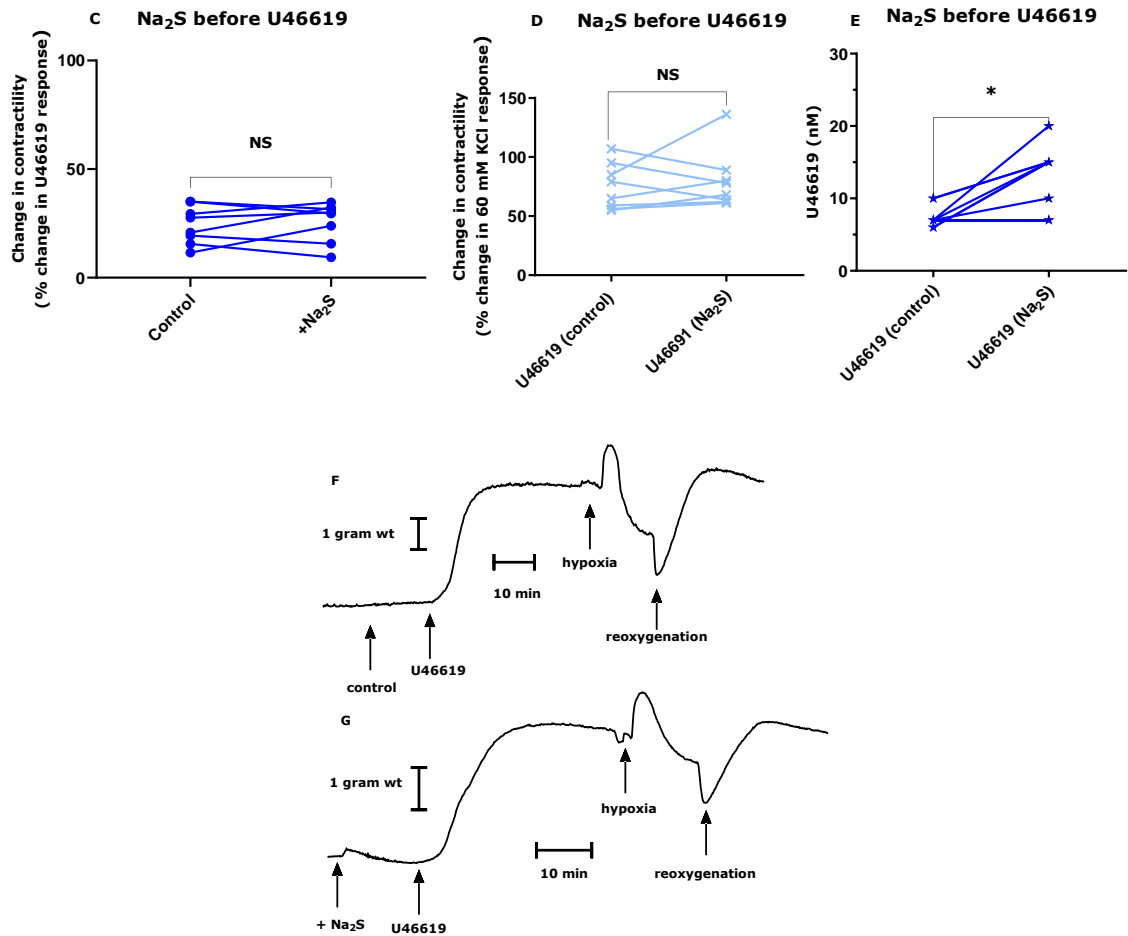 C
Na₂S before U46619
Change in contractility
(% change in U46619 response)
100
50
0
NS
Control
+Na₂S
D
Na₂S before U46619
Change in contractility
(% change in 60 mM KCl response)
150
100
50
0
NS
U46619 (control)
U46691 (Na₂S)
E
Na₂S before U46619
U46619 (nM)
30
20
10
0
*
U46619 (control)
U46619 (Na₂S)
F
1 gram wt
10 min
hypoxia
reoxygenation
U46619
control
G
1 gram wt
hypoxia
10 min
reoxygenation
+ Na₂S
U46619